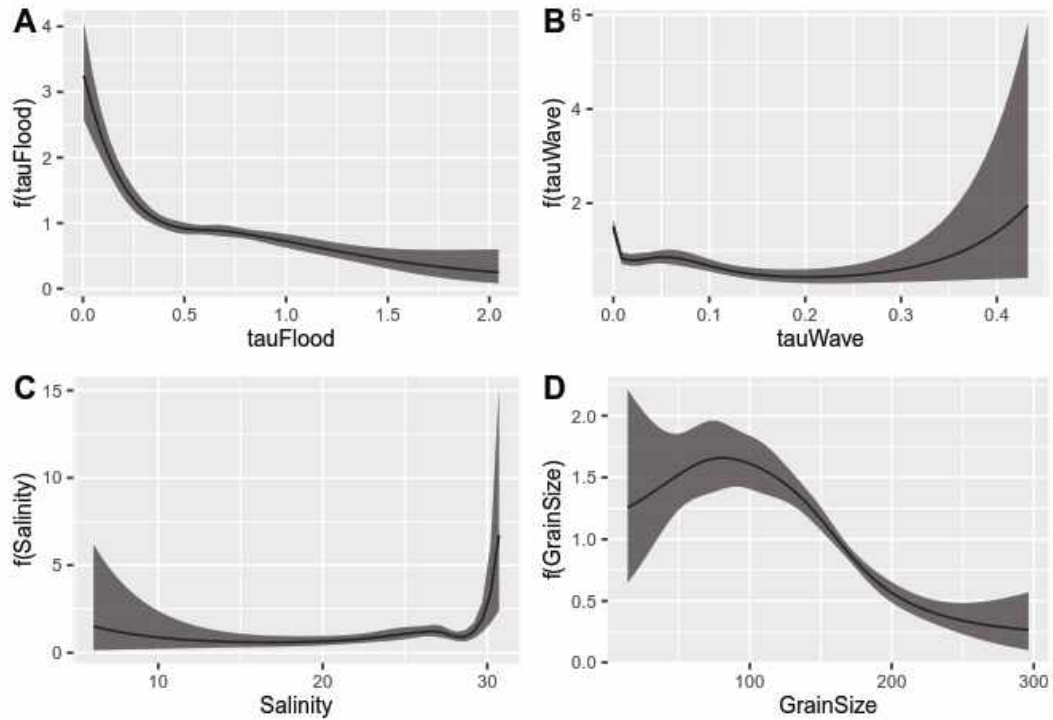 A
f(tauFlood)
4
3
2
1
0
0.0 0.5 1.0 1.5 2.0
tauFlood
B
f(tauWave)
6
4
2
0.0 0.1 0.2 0.3 0.4
tauWave
C
f(Salinity)
15
10
5
0
10 20 30
Salinity
D
f(GrainSize)
2.0
1.5
1.0
0.5
0.0
100 200 300
GrainSize